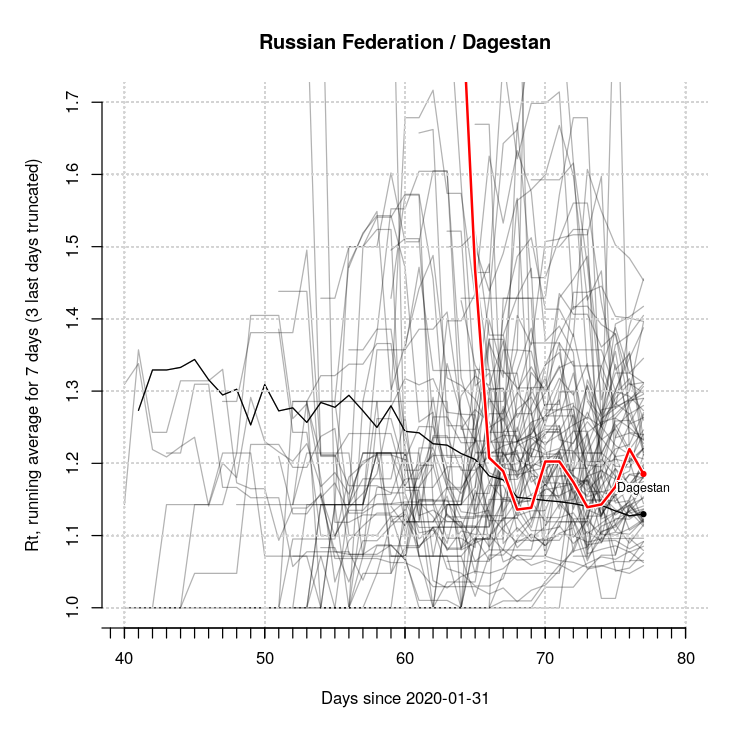 Russian Federation / Dagestan
Rt, running average for 7 days (3 last days truncated)
1.7
1.6
1.5
1.4
1.3
1.2
1.1
1.0
Dagestan
40 50 60 70 80
Days since 2020-01-31